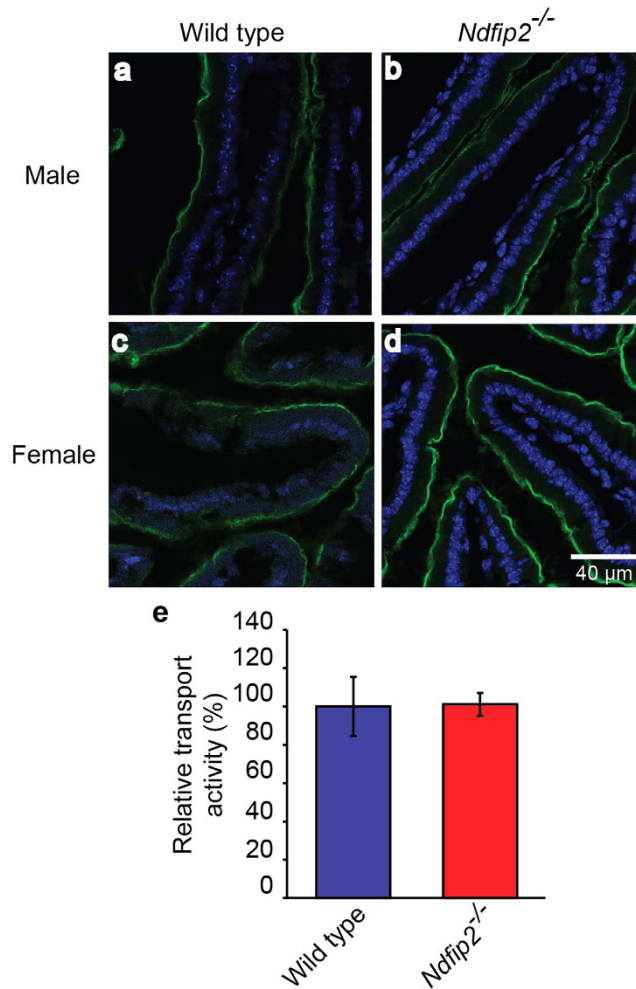 Wild type
Ndfip2-/-
a
b
Male
c
d
Female
40 µm
e
Relative transport
activity (%)
140
120
100
80
60
40
20
0
Wild type
Ndfip2-/-